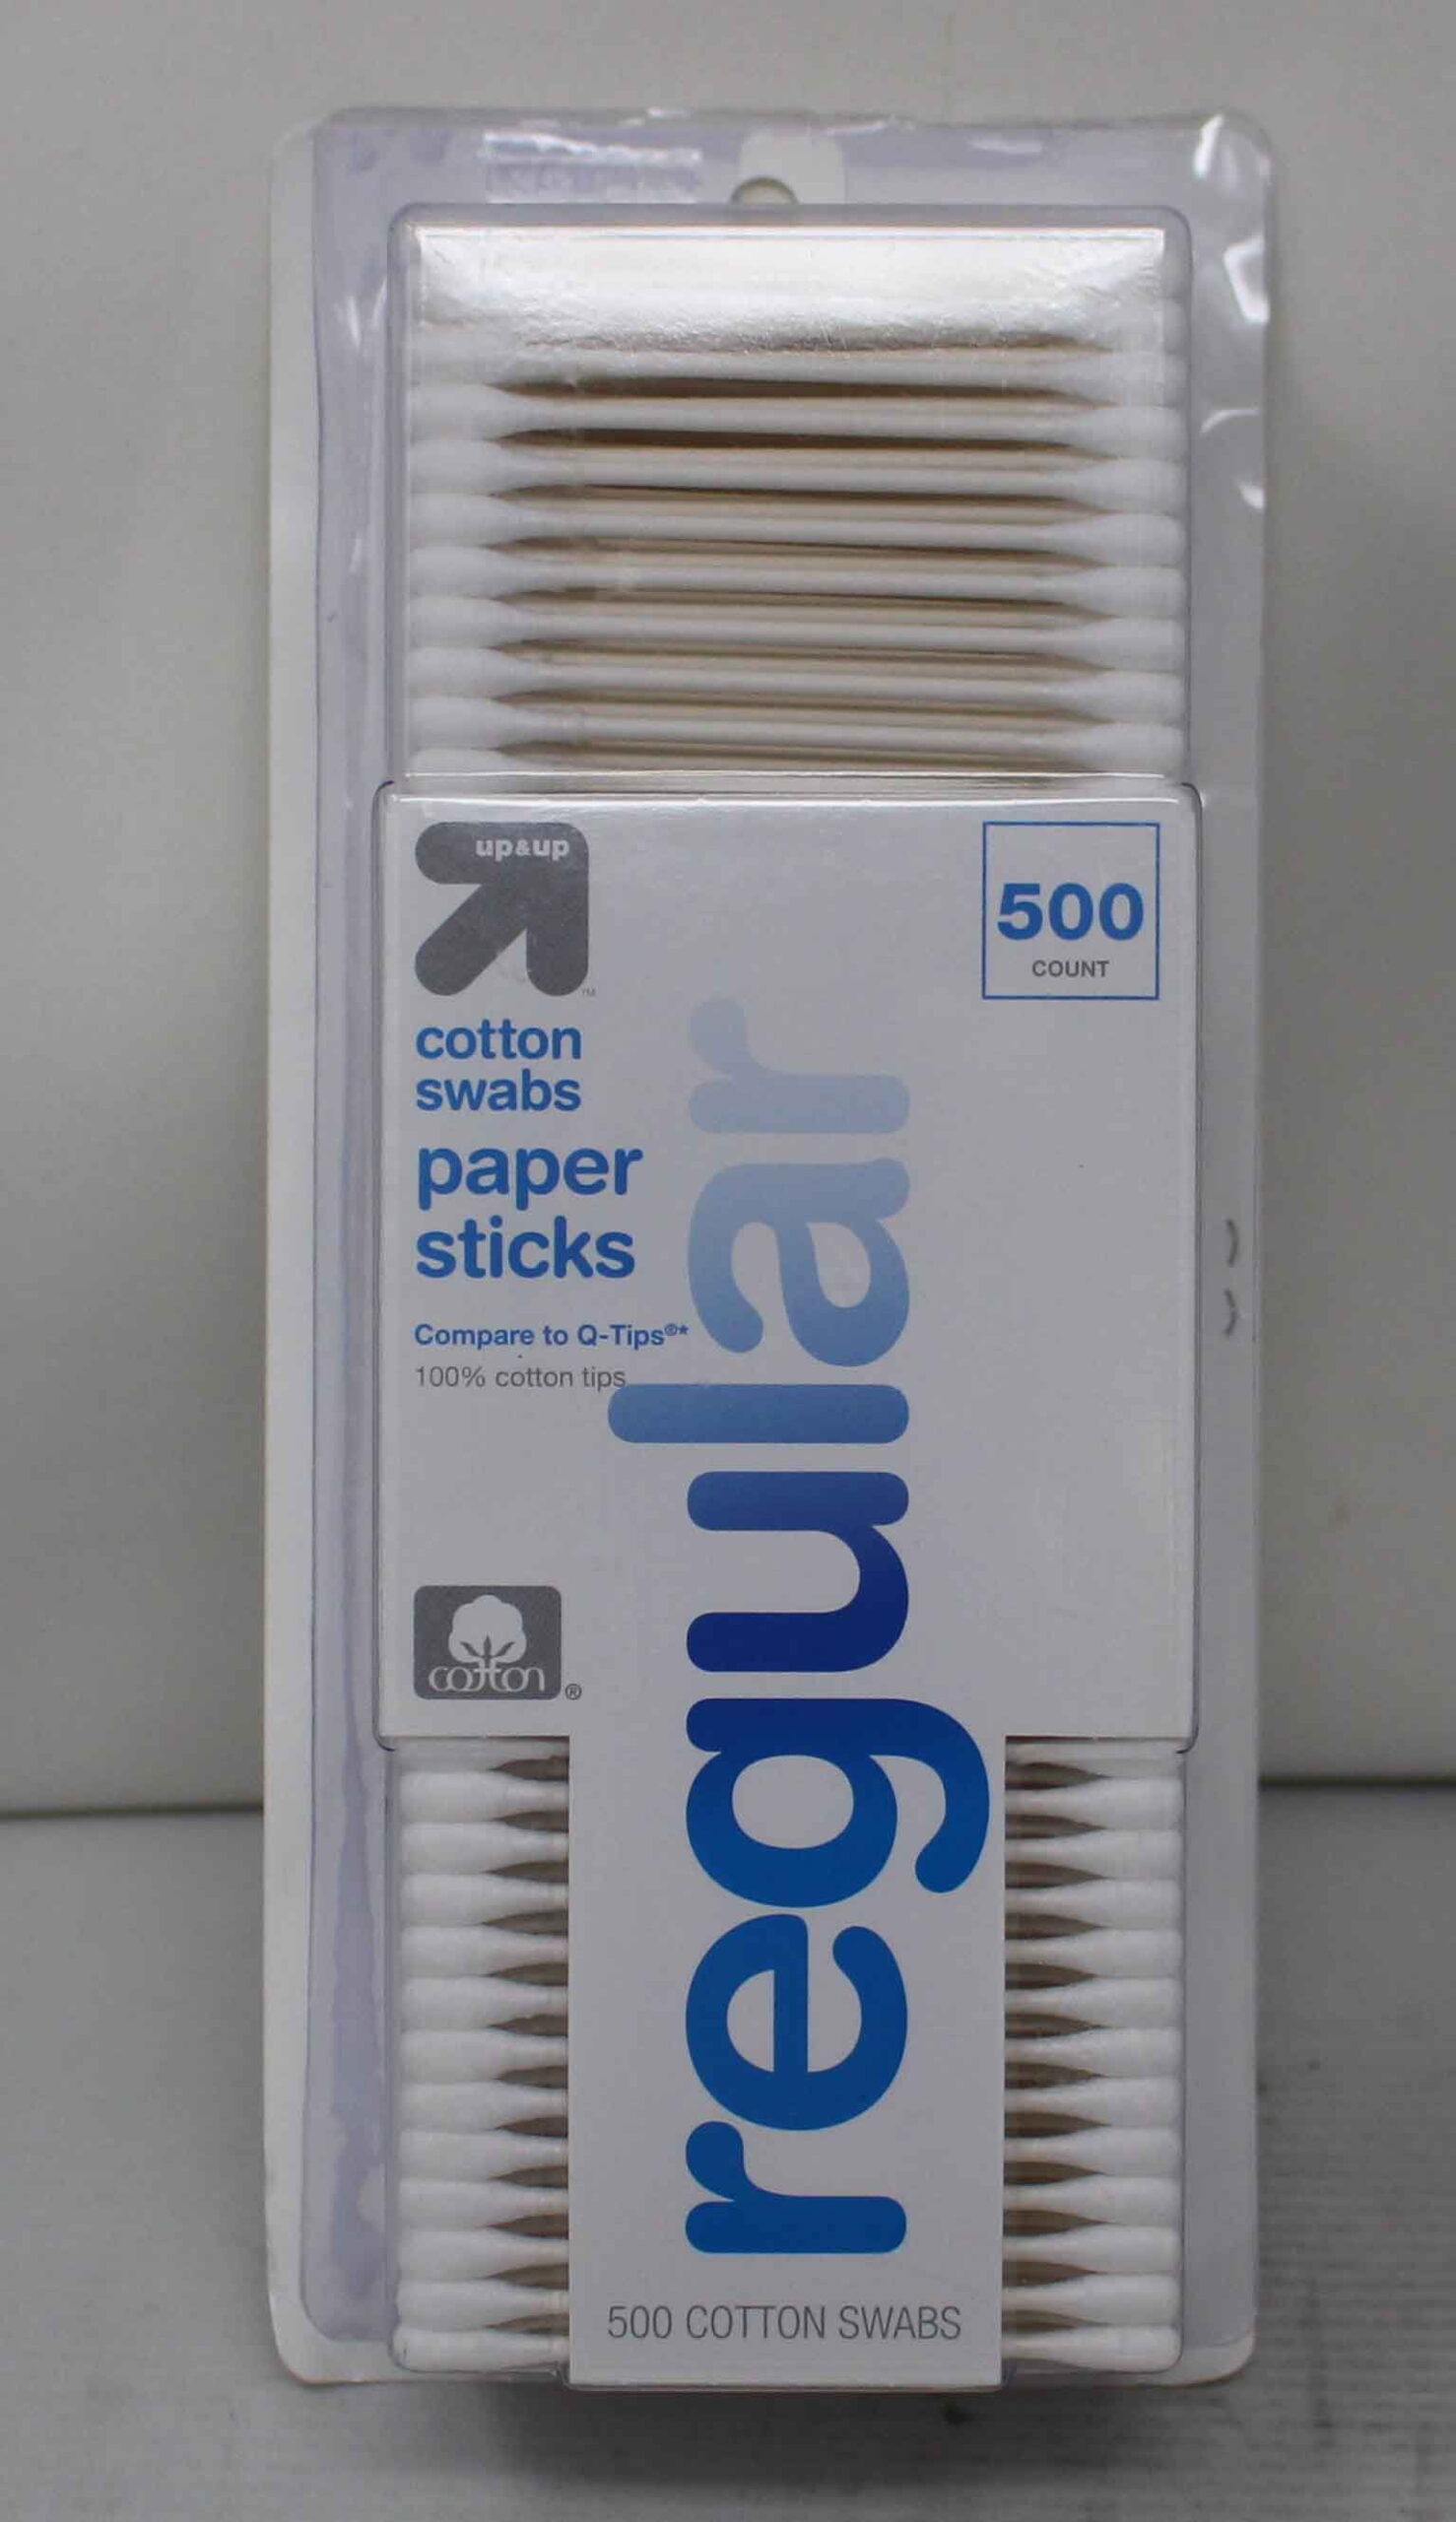 up&up
TM
500
COUNT
cotton
swabs
paper
sticks
Compare to Q-Tips®*
100% cotton tips
regular
cotton
®
500 COTTON SWABS